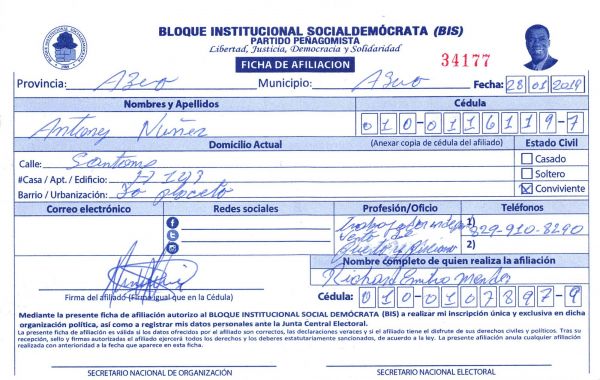 BLOQUE INSTITUCIONAL SOCIALDEMÓCRATA (BIS)
PARTIDO PEÑAGOMISTA
Libertad, Justicia, Democracia y Solidaridad
FICHA DE AFILIACION
34177
Provincia: Azua Municipio: Azua Fecha: 28 01 2019
Nombres y Apellidos Cédula
Antoney Núñez 010-0116119-7
Domicilio Actual (Anexar copia de cédula del afiliado) Estado Civil
Calle: Santome Casado
#Casa / Apt. / Edificio: # 193 Soltero
Barrio / Urbanización: La placeta Conviviente
Correo electrónico Redes sociales Profesión/Oficio Teléfonos
1) 829-910-8290
2)
Nombre completo de quien realiza la afiliación
Richard Emilio Mendez
Firma del afiliado (Firma igual que en la Cédula) Cédula: 010-0107897-9
Mediante la presente ficha de afiliación autorizo al BLOQUE INSTITUCIONAL SOCIAL DEMÓCRATA (BIS) a realizar mi inscripción única y exclusiva en dicha
organización política, así como a registrar mis datos personales ante la Junta Central Electoral.
La presente ficha de afiliación es válida si los datos ofrecidos por el afiliado son correctos, las declaraciones veraces y si el titular tiene el disfrute de sus derechos civiles y políticos. Tras su
recepción, sello y firmas autorizadas el afiliado ejercerá todos los derechos y los deberes estatutariamente sancionados, de acuerdo a la ley. La presente afiliación anula cualquier afiliación
realizada con anterioridad a la fecha que aparece en esta ficha.
SECRETARIO NACIONAL DE ORGANIZACIÓN SECRETARIO NACIONAL ELECTORAL